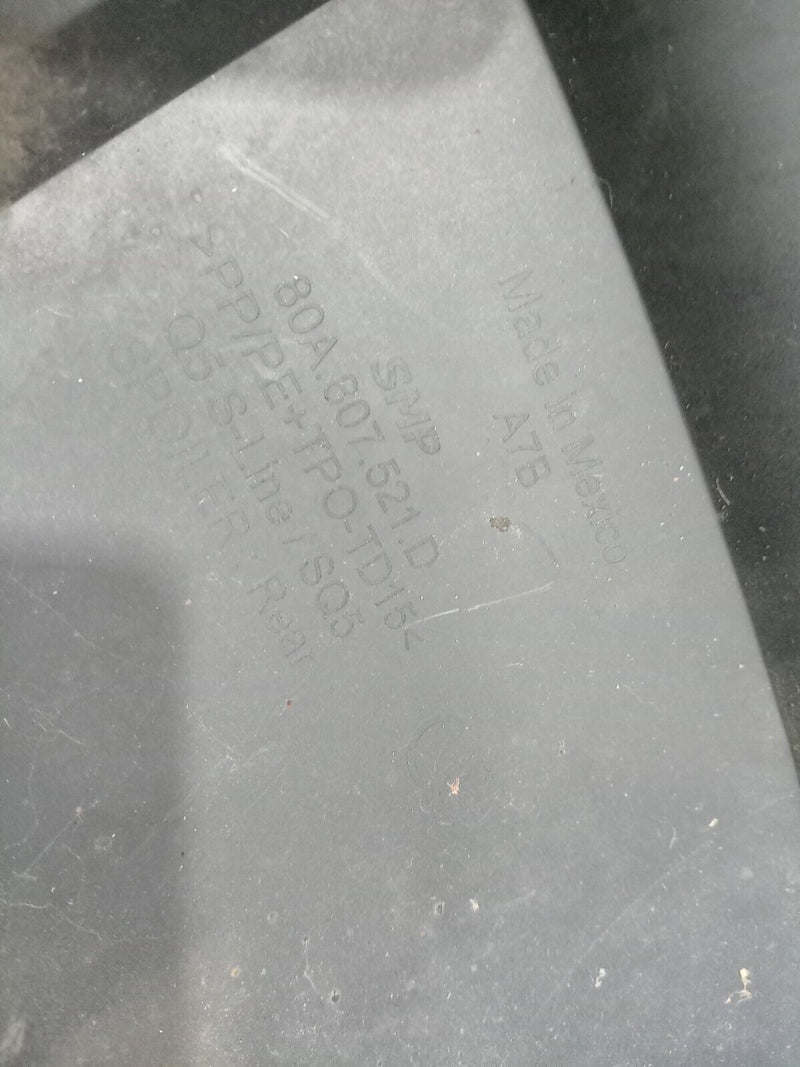 Made in Mexico
A7B
SMP
80A.807.521.D
>PP/PE+TPO-TD15<
Q5 S-Line / SQ5
SPOILER. Rear